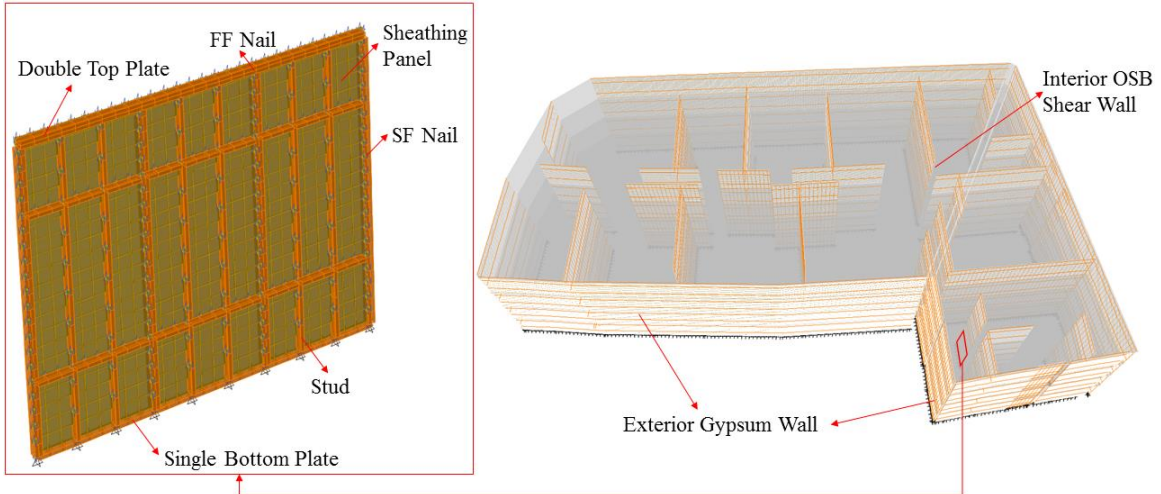 FF Nail
Sheathing
Panel
Double Top Plate
SF Nail
Stud
Single Bottom Plate
Interior OSB
Shear Wall
Exterior Gypsum Wall